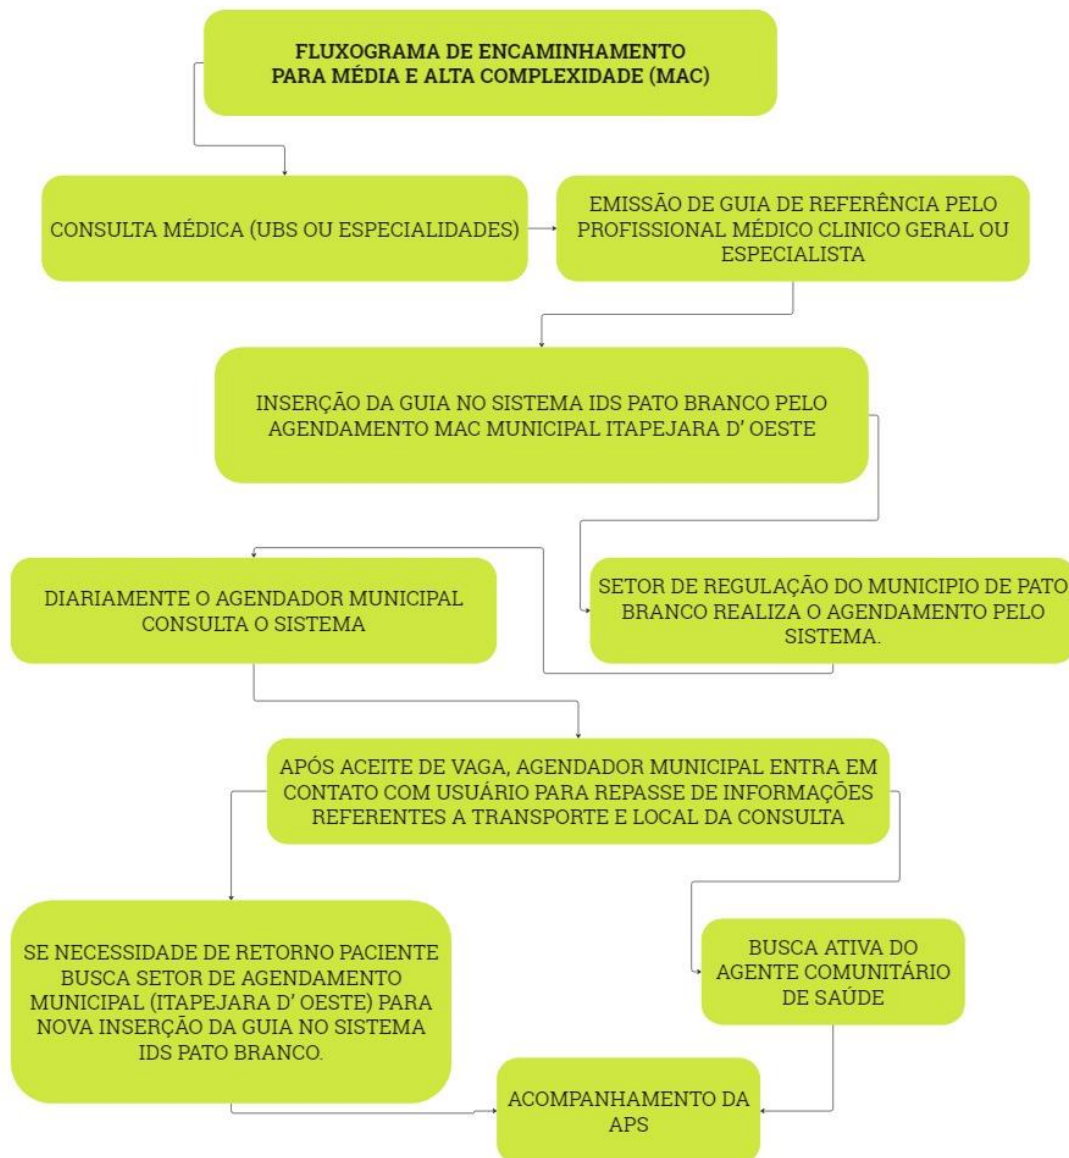 FLUXOGRAMA DE ENCAMINHAMENTO
PARA MÉDIA E ALTA COMPLEXIDADE (MAC)
CONSULTA MÉDICA (UBS OU ESPECIALIDADES)
EMISSÃO DE GUIA DE REFERÊNCIA PELO
PROFISSIONAL MÉDICO CLINICO GERAL OU
ESPECIALISTA
INSERÇÃO DA GUIA NO SISTEMA IDS PATO BRANCO PELO
AGENDAMENTO MAC MUNICIPAL ITAPEJARA D’ OESTE
SETOR DE REGULAÇÃO DO MUNICIPIO DE PATO
BRANCO REALIZA O AGENDAMENTO PELO
SISTEMA.
DIARIAMENTE O AGENDADOR MUNICIPAL
CONSULTA O SISTEMA
APÓS ACEITE DE VAGA, AGENDADOR MUNICIPAL ENTRA EM
CONTATO COM USUÁRIO PARA REPASSE DE INFORMAÇÕES
REFERENTES A TRANSPORTE E LOCAL DA CONSULTA
SE NECESSIDADE DE RETORNO PACIENTE
BUSCA SETOR DE AGENDAMENTO
MUNICIPAL (ITAPEJARA D’ OESTE) PARA
NOVA INSERÇÃO DA GUIA NO SISTEMA
IDS PATO BRANCO.
BUSCA ATIVA DO
AGENTE COMUNITÁRIO
DE SAÚDE
ACOMPANHAMENTO DA
APS